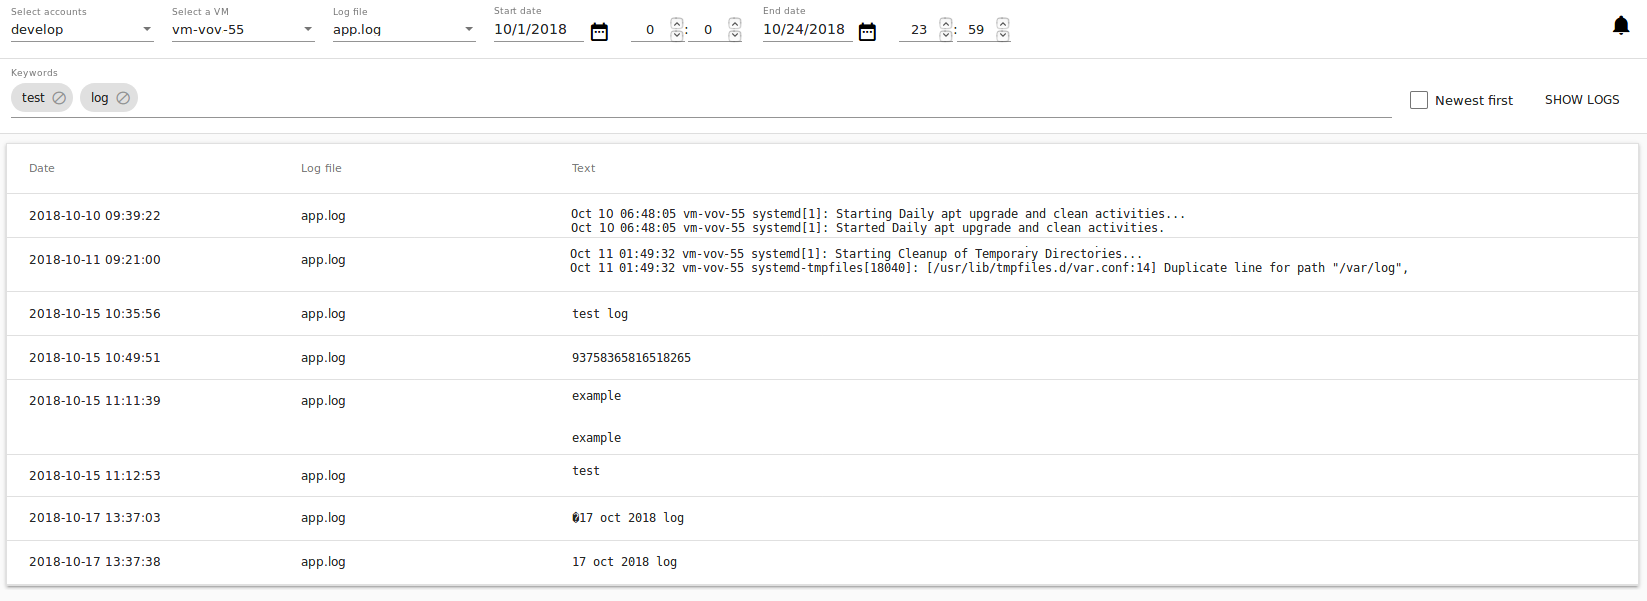 Select accounts Select a VM Log file Start date End date
develop vm-vov-55 app.log 10/1/2018 0 : 0 10/24/2018 23 : 59
Keywords
test log Newest first SHOW LOGS
Date Log file Text
2018-10-10 09:39:22 app.log Oct 10 06:48:05 vm-vov-55 systemd[1]: Starting Daily apt upgrade and clean activities...
Oct 10 06:48:05 vm-vov-55 systemd[1]: Started Daily apt upgrade and clean activities.
2018-10-11 09:21:00 app.log Oct 11 01:49:32 vm-vov-55 systemd[1]: Starting Cleanup of Temporary Directories...
Oct 11 01:49:32 vm-vov-55 systemd-tmpfiles[18040]: [/usr/lib/tmpfiles.d/var.conf:14] Duplicate line for path "/var/log",
2018-10-15 10:35:56 app.log test log
2018-10-15 10:49:51 app.log 93758365816518265
2018-10-15 11:11:39 app.log example
example
2018-10-15 11:12:53 app.log test
2018-10-17 13:37:03 app.log �17 oct 2018 log
2018-10-17 13:37:38 app.log 17 oct 2018 log